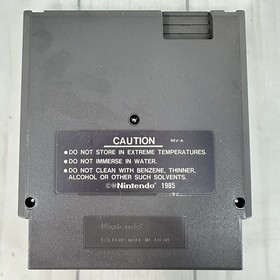 CAUTION
REV-A
•DO NOT STORE IN EXTREME TEMPERATURES.
•DO NOT IMMERSE IN WATER.
•DO NOT CLEAN WITH BENZENE, THINNER,
ALCOHOL OR OTHER SUCH SOLVENTS.
©®Nintendo® 1985
Nintendo